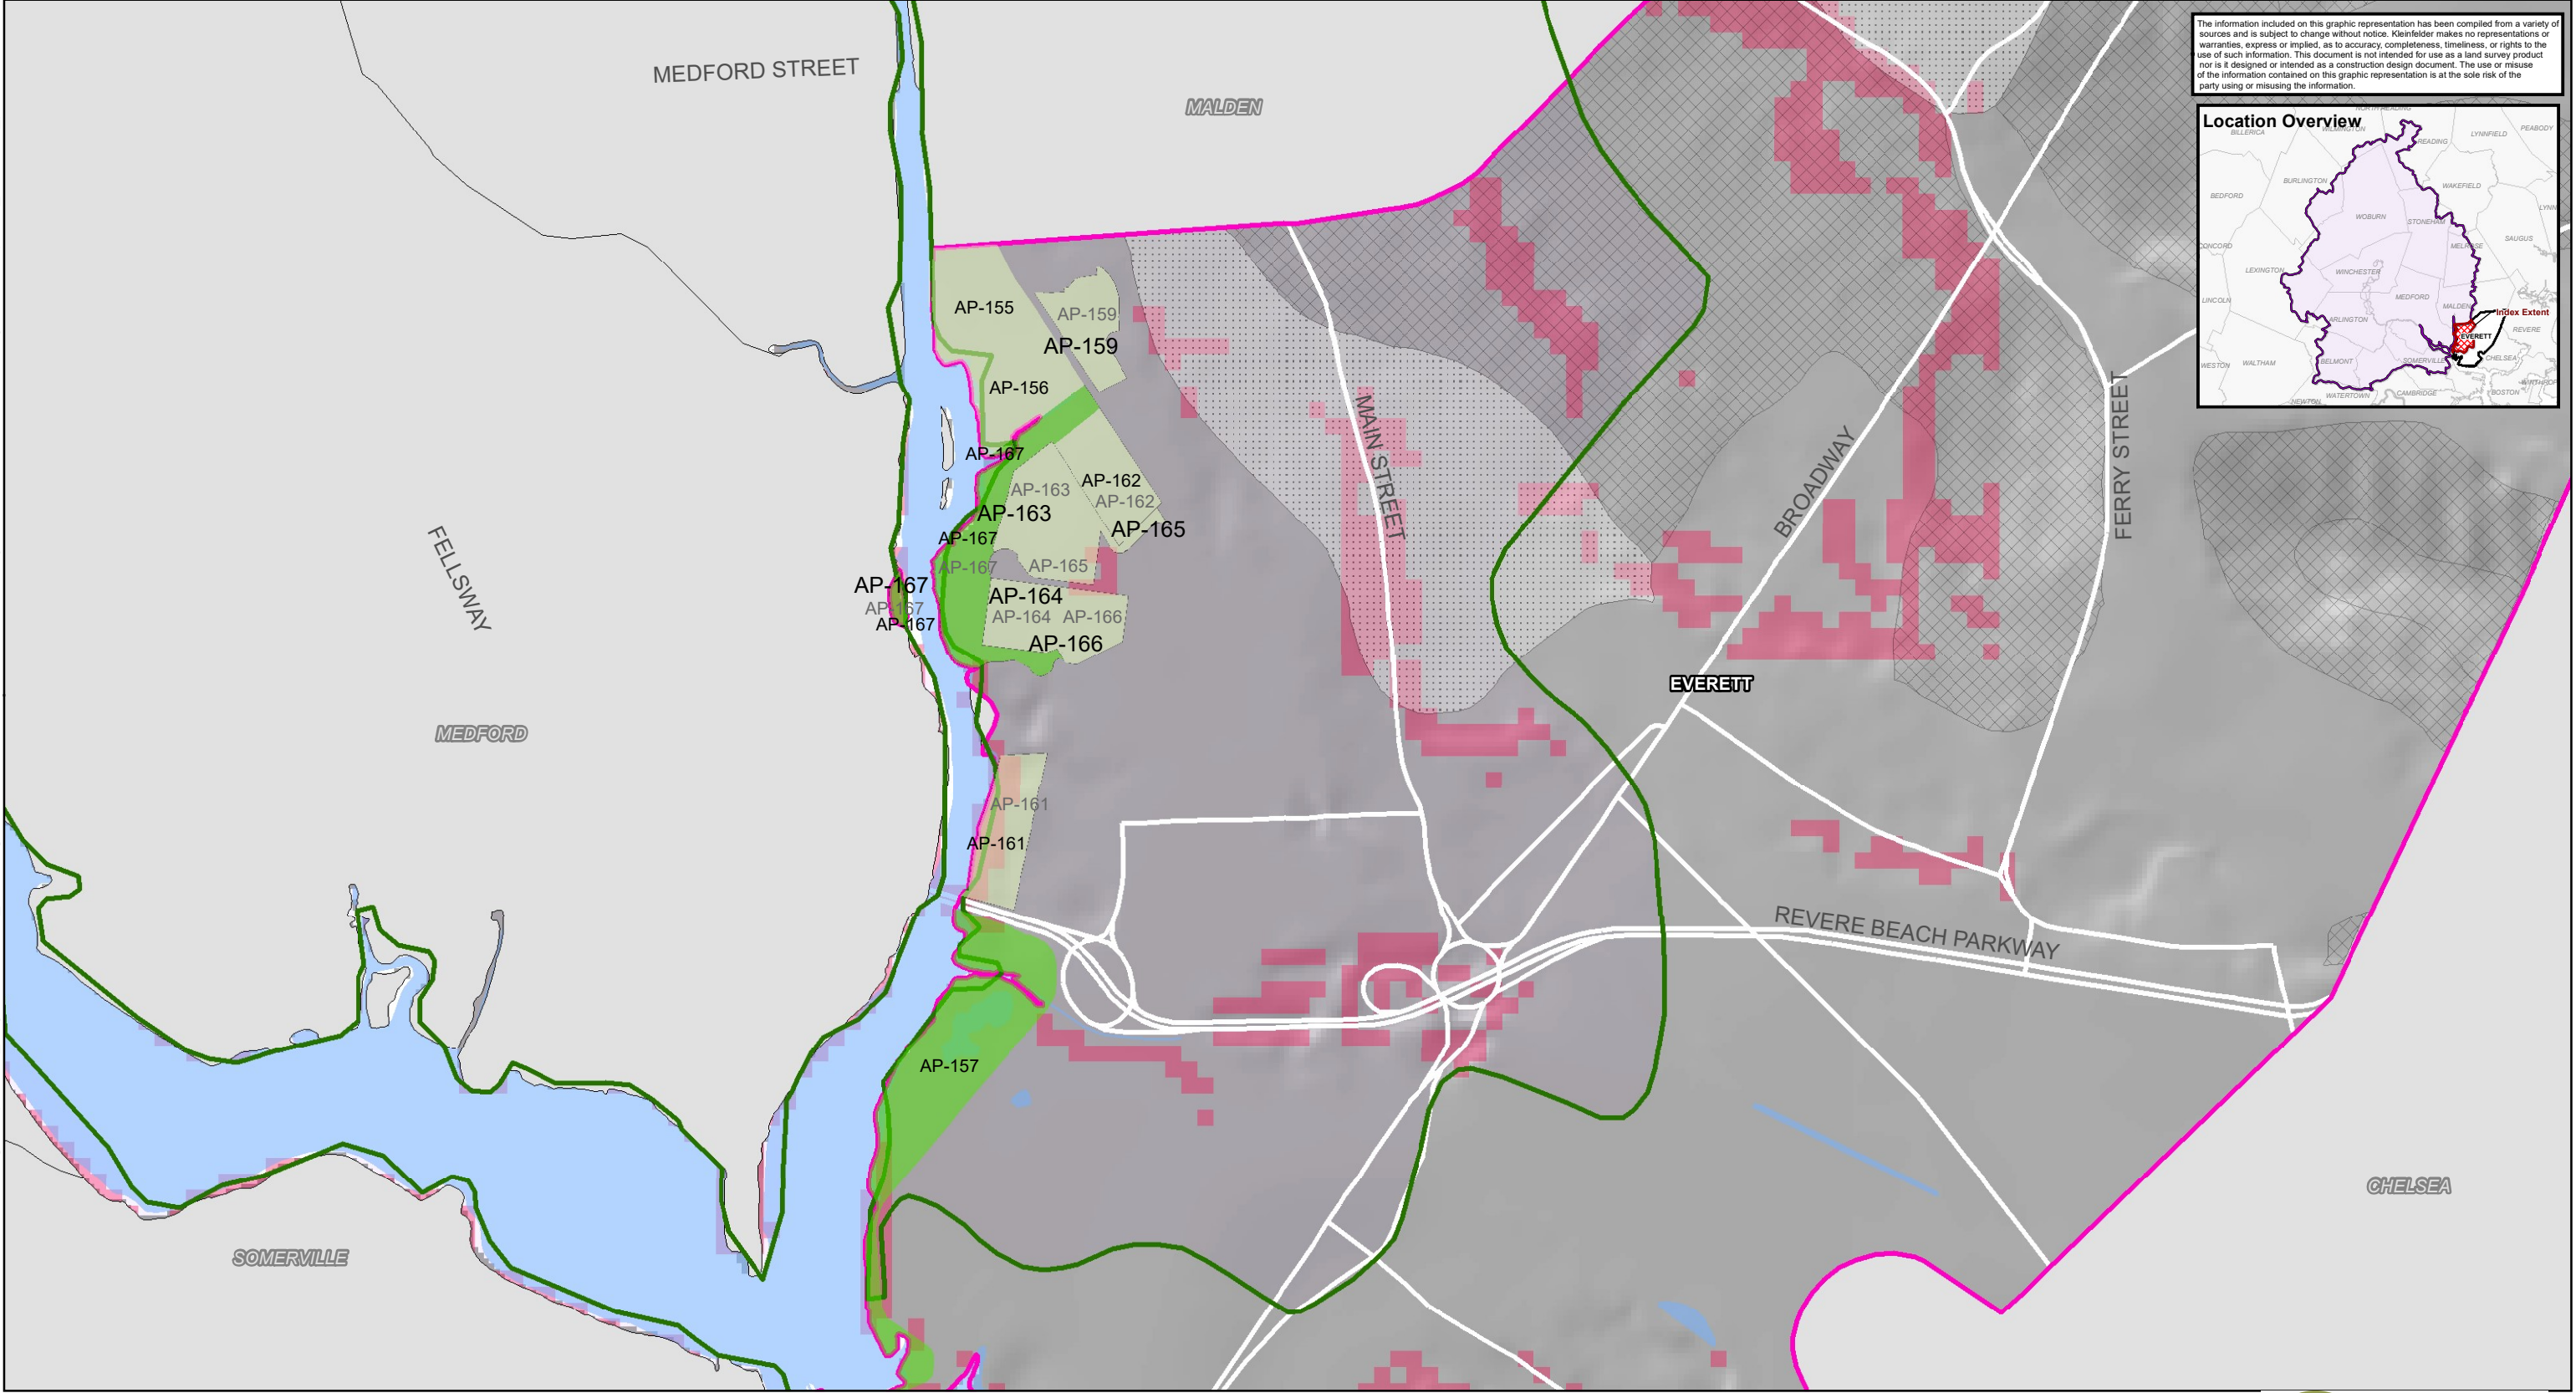 The information included on this graphic representation has been compiled from a variety of
sources and is subject to change without notice. Kleinfelder makes no representations or
warranties, express or implied, as to accuracy, completeness, timeliness, or rights to the
use of such information. This document is not intended for use as a land survey product
nor is it designed or intended as a construction design document. The use or misuse
of the information contained on this graphic representation is at the sole risk of the
party using or misusing the information.
Location Overview
NORTH READING
BILLERICA
WILMINGTON
LYNNFIELD
PEABODY
READING
BURLINGTON
WAKEFIELD
BEDFORD
LYNN
WOBURN
STONEHAM
CONCORD
MELROSE
SAUGUS
LEXINGTON
WINCHESTER
LINCOLN
MEDFORD
MALDEN
Index Extent
ARLINGTON
REVERE
EVERETT
WESTON
WALTHAM
BELMONT
SOMERVILLE
CHELSEA
WATERTOWN
CAMBRIDGE
BOSTON
NEWTON
MEDFORD STREET
MALDEN
AP-155
AP-159
AP-159
AP-156
AP-167
AP-162
AP-163
AP-162
AP-163
AP-165
AP-167
AP-167
AP-165
AP-167
AP-164
AP-167
AP-164
AP-166
AP-167
AP-166
MAIN STREET
BROADWAY
FERRY STREET
FELLSWAY
EVERETT
MEDFORD
AP-161
AP-161
REVERE BEACH PARKWAY
AP-157
CHELSEA
SOMERVILLE